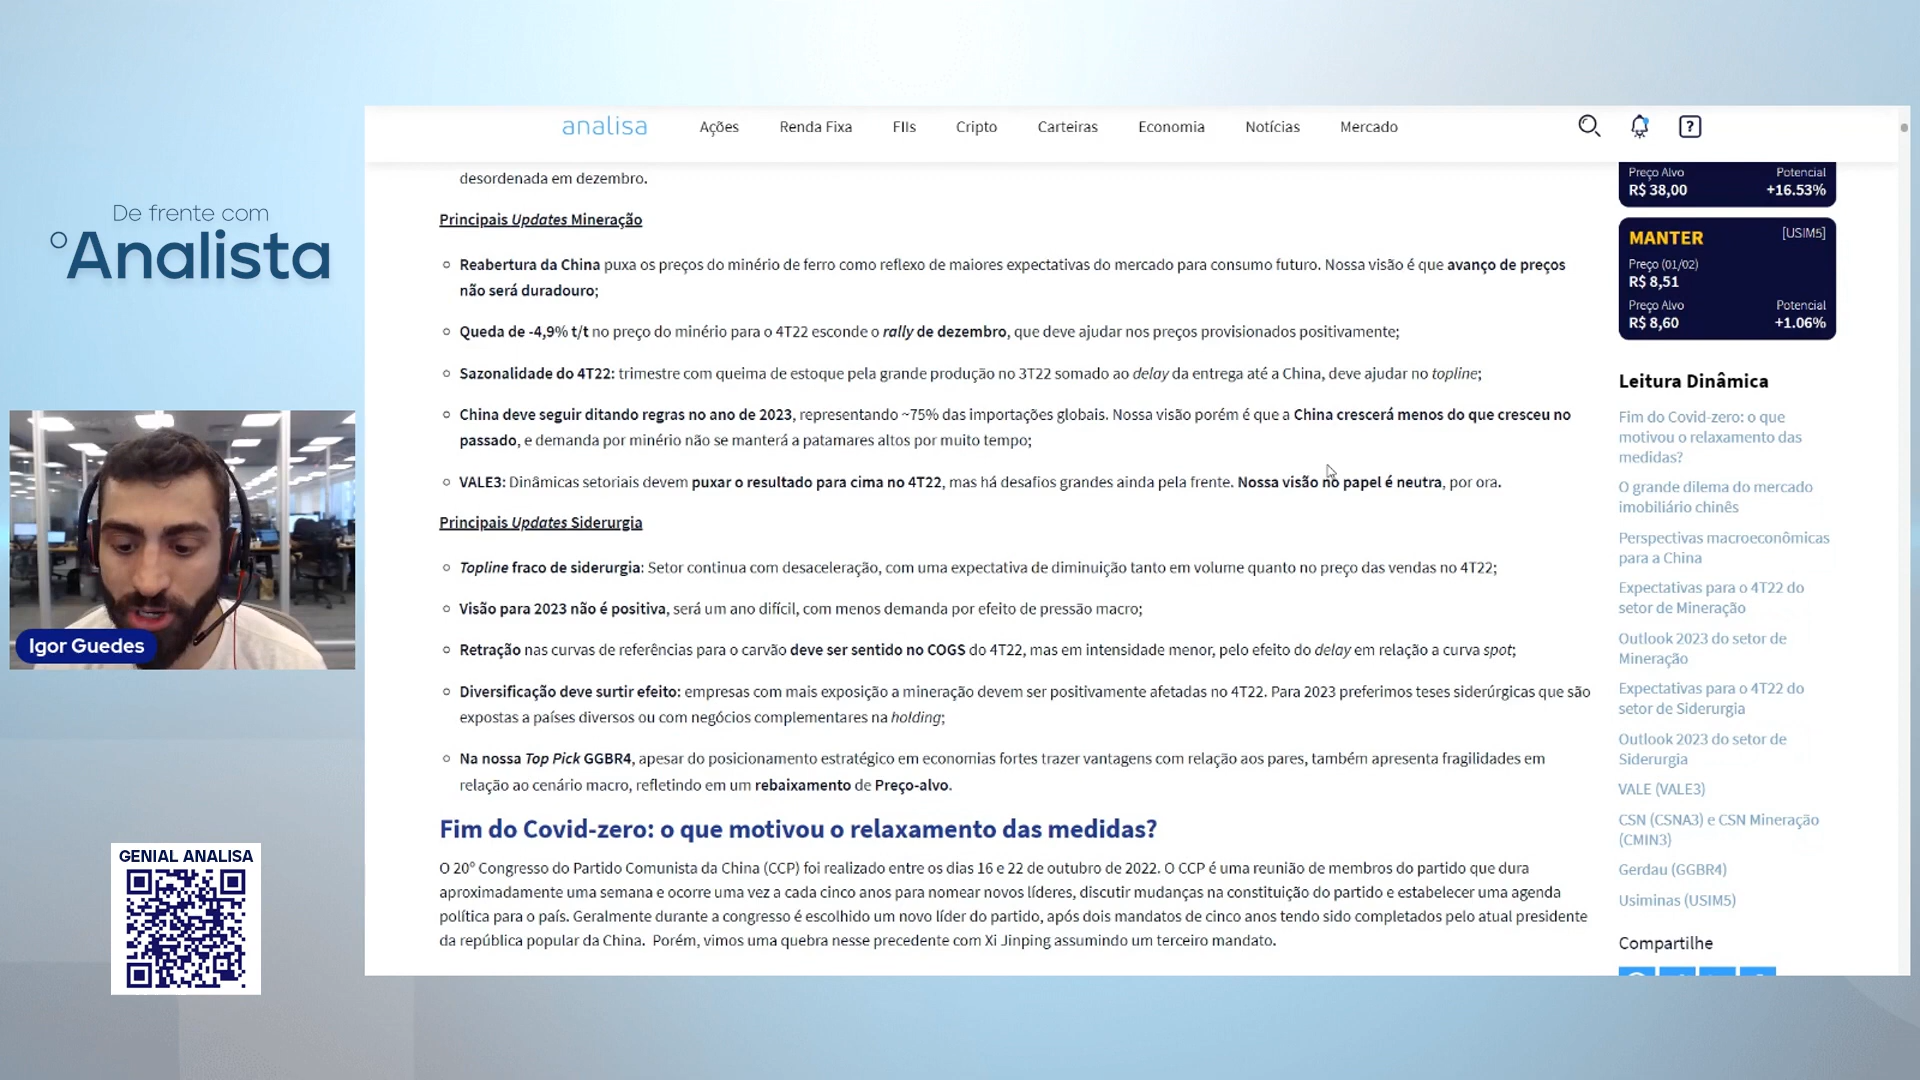 De frente com
o Analista
Igor Guedes
GENIAL ANALISA
analisa
Ações
Renda Fixa
FIIs
Cripto
Carteiras
Economia
Notícias
Mercado
?
desordenada em dezembro.
Principais Updates Mineração
Reabertura da China puxa os preços do minério de ferro como reflexo de maiores expectativas do mercado para consumo futuro. Nossa visão é que avanço de preços
não será duradouro;
Queda de -4,9% t/t no preço do minério para o 4T22 esconde o rally de dezembro, que deve ajudar nos preços provisionados positivamente;
Sazonalidade do 4T22: trimestre com queima de estoque pela grande produção no 3T22 somado ao delay da entrega até a China, deve ajudar no topline;
China deve seguir ditando regras no ano de 2023, representando ~75% das importações globais. Nossa visão porém é que a China crescerá menos do que cresceu no
passado, e demanda por minério não se manterá a patamares altos por muito tempo;
VALE3: Dinâmicas setoriais devem puxar o resultado para cima no 4T22, mas há desafios grandes ainda pela frente. Nossa visão no papel é neutra, por ora.
Principais Updates Siderurgia
Topline fraco de siderurgia: Setor continua com desaceleração, com uma expectativa de diminuição tanto em volume quanto no preço das vendas no 4T22;
Visão para 2023 não é positiva, será um ano difícil, com menos demanda por efeito de pressão macro;
Retração nas curvas de referências para o carvão deve ser sentido no COGS do 4T22, mas em intensidade menor, pelo efeito do delay em relação a curva spot;
Diversificação deve surtir efeito: empresas com mais exposição a mineração devem ser positivamente afetadas no 4T22. Para 2023 preferimos teses siderúrgicas que são
expostas a países diversos ou com negócios complementares na holding;
Na nossa Top Pick GGBR4, apesar do posicionamento estratégico em economias fortes trazer vantagens com relação aos pares, também apresenta fragilidades em
relação ao cenário macro, refletindo em um rebaixamento de Preço-alvo.
Fim do Covid-zero: o que motivou o relaxamento das medidas?
O 20º Congresso do Partido Comunista da China (CCP) foi realizado entre os dias 16 e 22 de outubro de 2022. O CCP é uma reunião de membros do partido que dura
aproximadamente uma semana e ocorre uma vez a cada cinco anos para nomear novos líderes, discutir mudanças na constituição do partido e estabelecer uma agenda
política para o país. Geralmente durante a congresso é escolhido um novo líder do partido, após dois mandatos de cinco anos tendo sido completados pelo atual presidente
da república popular da China. Porém, vimos uma quebra nesse precedente com Xi Jinping assumindo um terceiro mandato.
Preço Alvo Potencial
R$ 38,00 +16.53%
MANTER [USIM5]
Preço (01/02)
R$ 8,51
Preço Alvo Potencial
R$ 8,60 +1.06%
Leitura Dinâmica
Fim do Covid-zero: o que
motivou o relaxamento das
medidas?
O grande dilema do mercado
imobiliário chinês
Perspectivas macroeconômicas
para a China
Expectativas para o 4T22 do
setor de Mineração
Outlook 2023 do setor de
Mineração
Expectativas para o 4T22 do
setor de Siderurgia
Outlook 2023 do setor de
Siderurgia
VALE (VALE3)
CSN (CSNA3) e CSN Mineração
(CMIN3)
Gerdau (GGBR4)
Usiminas (USIM5)
Compartilhe